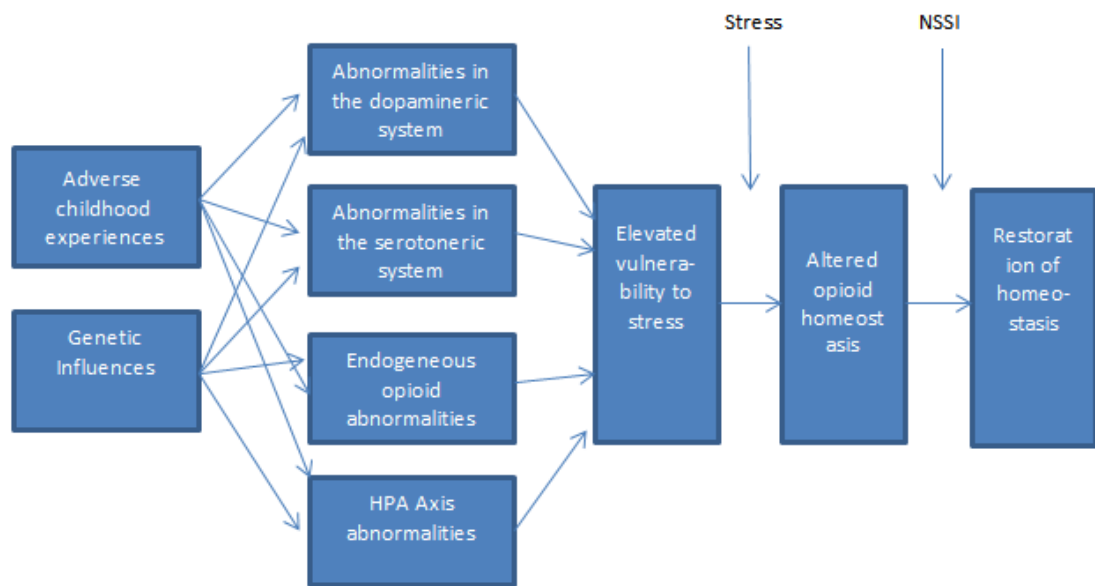 Stress
NSSI
Adverse
childhood
experiences
Genetic
Influences
Abnormalities in
the dopamineric
system
Abnormalities in
the serotoneric
system
Endogeneous
opioid
abnormalities
HPA Axis
abnormalities
Elevated
vulnera-
bility to
stress
Altered
opioid
homeost
asis
Restorat
ion of
homeo-
stasis